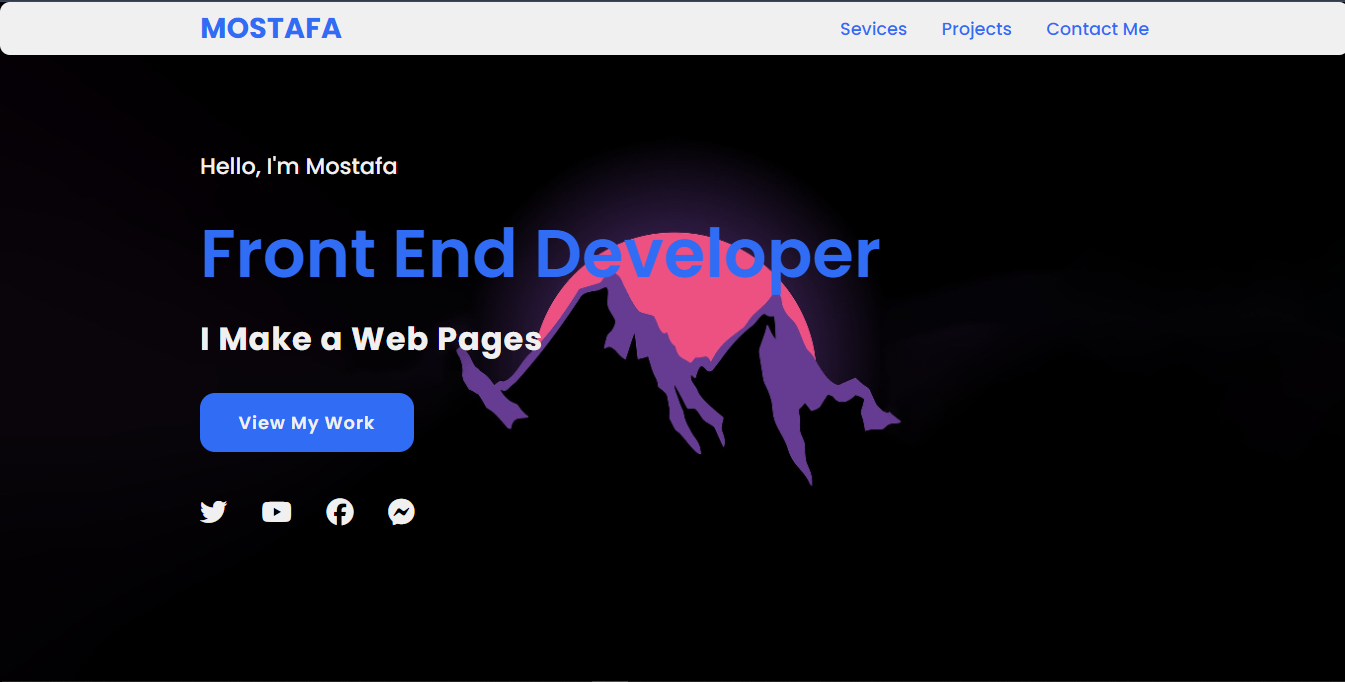 MOSTAFA
Sevices Projects Contact Me
Hello, I'm Mostafa
Front End Developer
I Make a Web Pages
View My Work